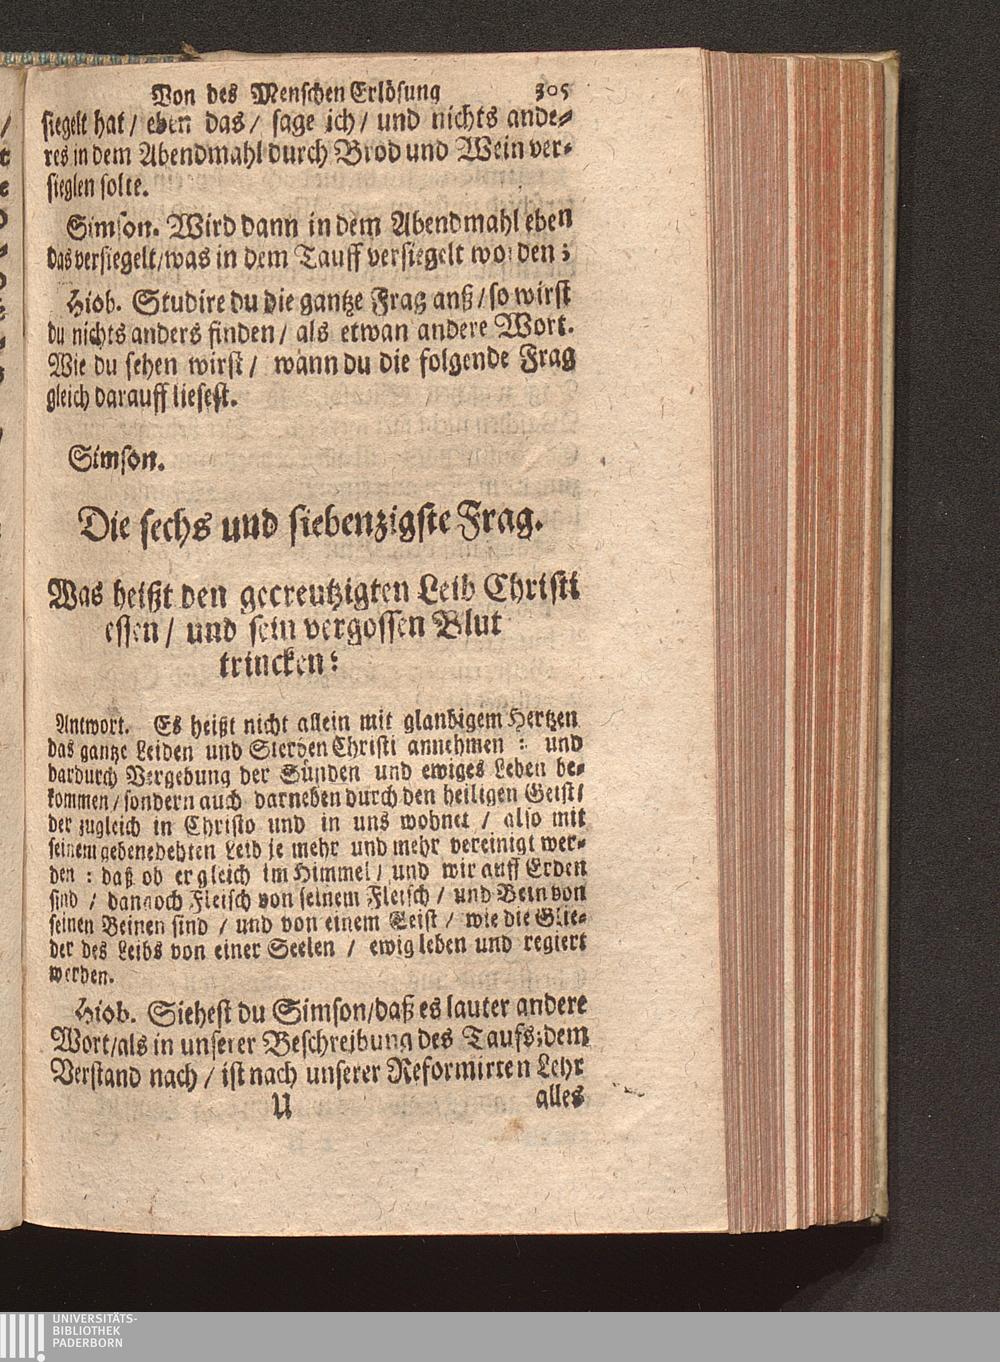 Von des Menschen Erlösung 305
siegelt hat / eben das / sage ich / und nichts ande-
res in dem Abendmahl durch Brod und Wein ver-
sieglen solte.
Simson. Wird dann in dem Abendmahl eben
das versiegelt / was in dem Tauff versiegelt worden?
Hiob. Studire du die gantze Frag auß / so wirst
du nichts anders finden / als etwan andere Wort.
Wie du sehen wirst / wann du die folgende Frag
gleich darauff liesest.
Simson.
Die sechs und siebenzigste Frag.
Was heißt den gecreutzigten Leib Christi
essen / und sein vergossen Blut
trincken?
Antwort. Es heißt nicht allein mit glaubigem Hertzen
das gantze Leiden und Sterben Christi annehmen : und
dardurch Vergebung der Sünden und ewiges Leben be-
kommen / sondern auch darneben durch den heiligen Geist /
der zugleich in Christo und in uns wohnet / also mit
seinem gebenedeyten Leib je mehr und mehr vereinigt wer-
den : daß ob er gleich im Himmel / und wir auff Erden
sind / dannoch Fleisch von seinem Fleisch / und Bein von
seinen Beinen sind / und von einem Geist / wie die Glie-
der des Leibs von einer Seelen / ewig leben und regiert
werden.
Hiob. Siehest du Simson / daß es lauter andere
Wort / als in unserer Beschreibung des Taufs; dem
Verstand nach / ist nach unserer Reformirten Lehr
U alles
UNIVERSITÄTS-
BIBLIOTHEK
PADERBORN